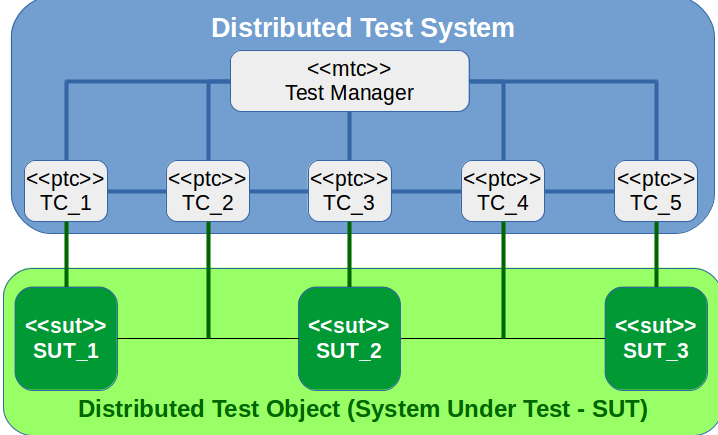 Distributed Test System
<<mtc>>
Test Manager
<<ptc>>
TC_1
<<ptc>>
TC_2
<<ptc>>
TC_3
<<ptc>>
TC_4
<<ptc>>
TC_5
<<sut>>
SUT_1
<<sut>>
SUT_2
<<sut>>
SUT_3
Distributed Test Object (System Under Test - SUT)